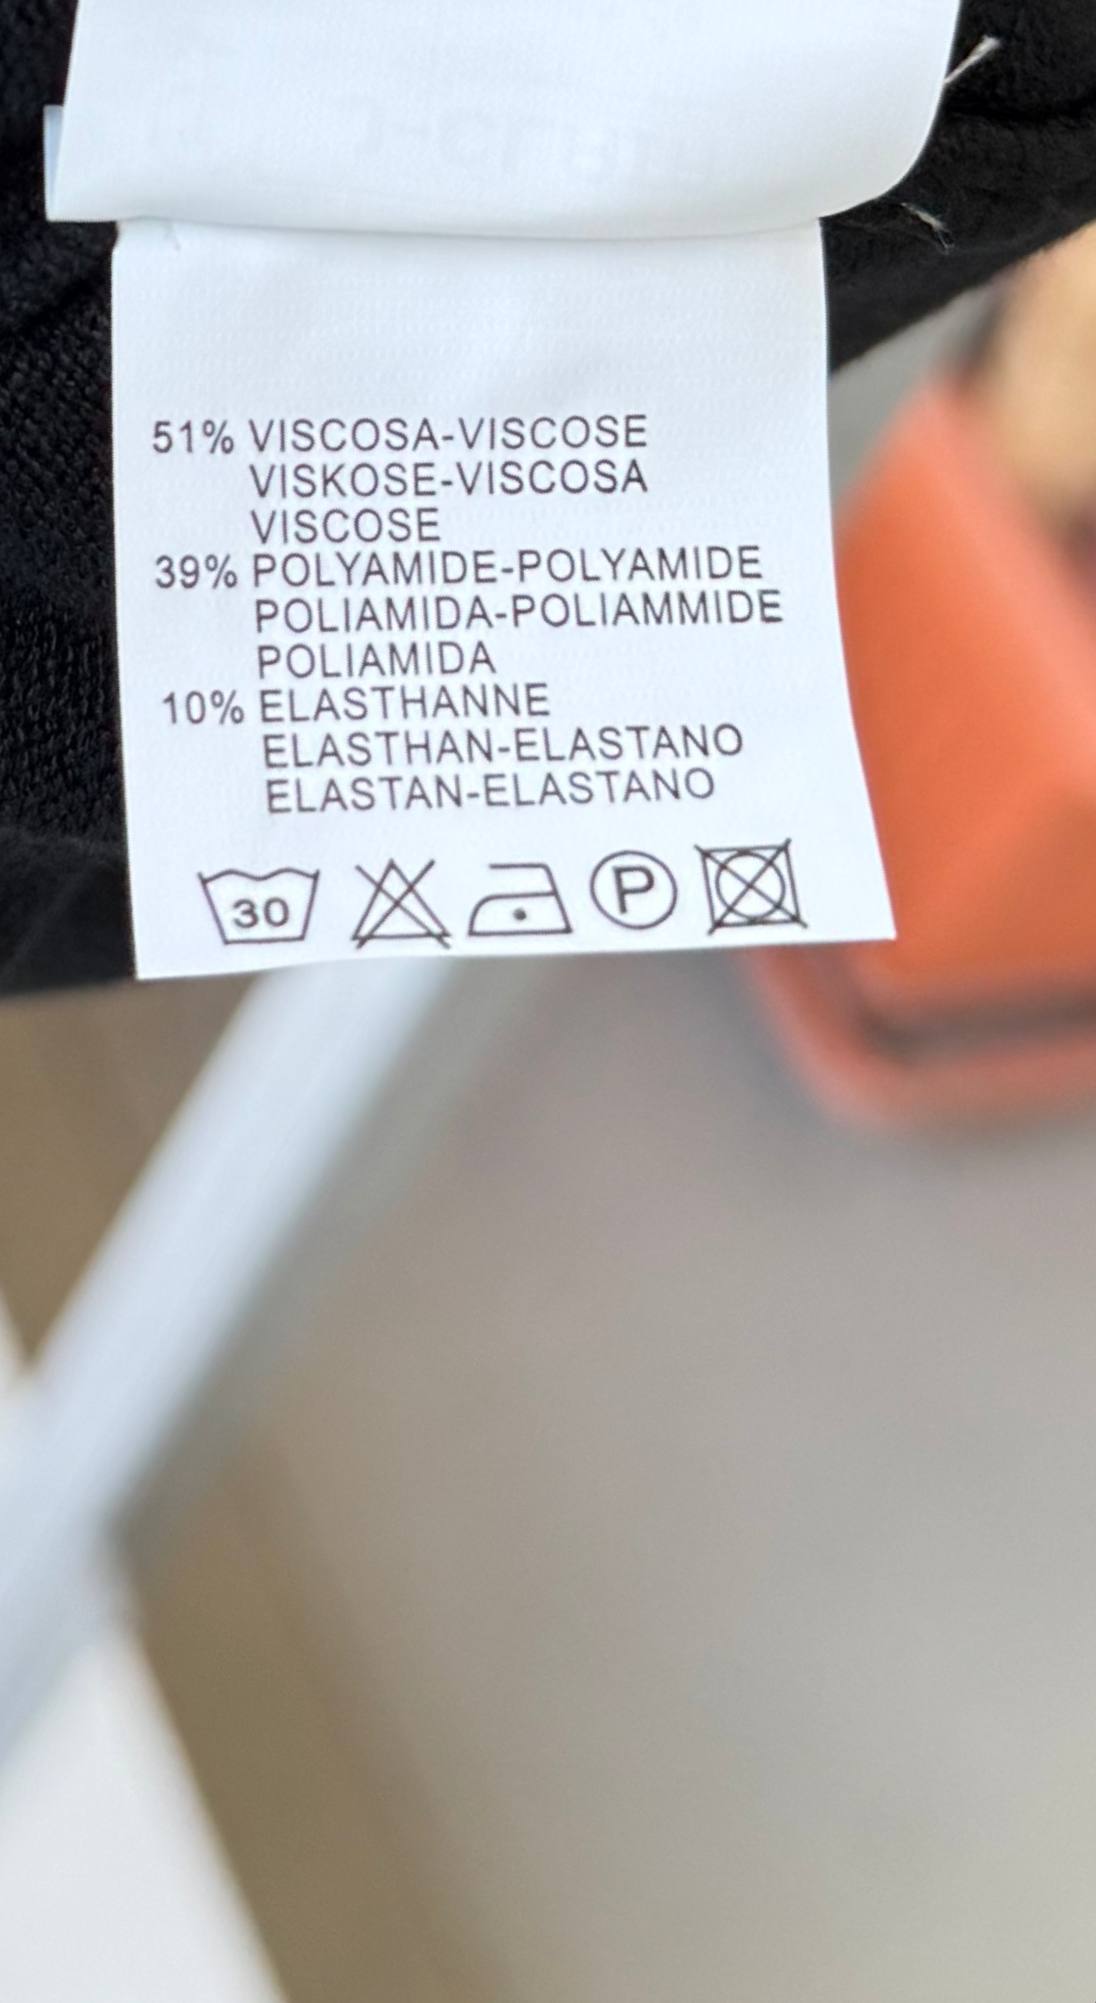 51% VISCOSA-VISCOSE
VISKOSE-VISCOSA
VISCOSE
39% POLYAMIDE-POLYAMIDE
POLIAMIDA-POLIAMMIDE
POLIAMIDA
10% ELASTHANNE
ELASTHAN-ELASTANO
ELASTAN-ELASTANO
30 P